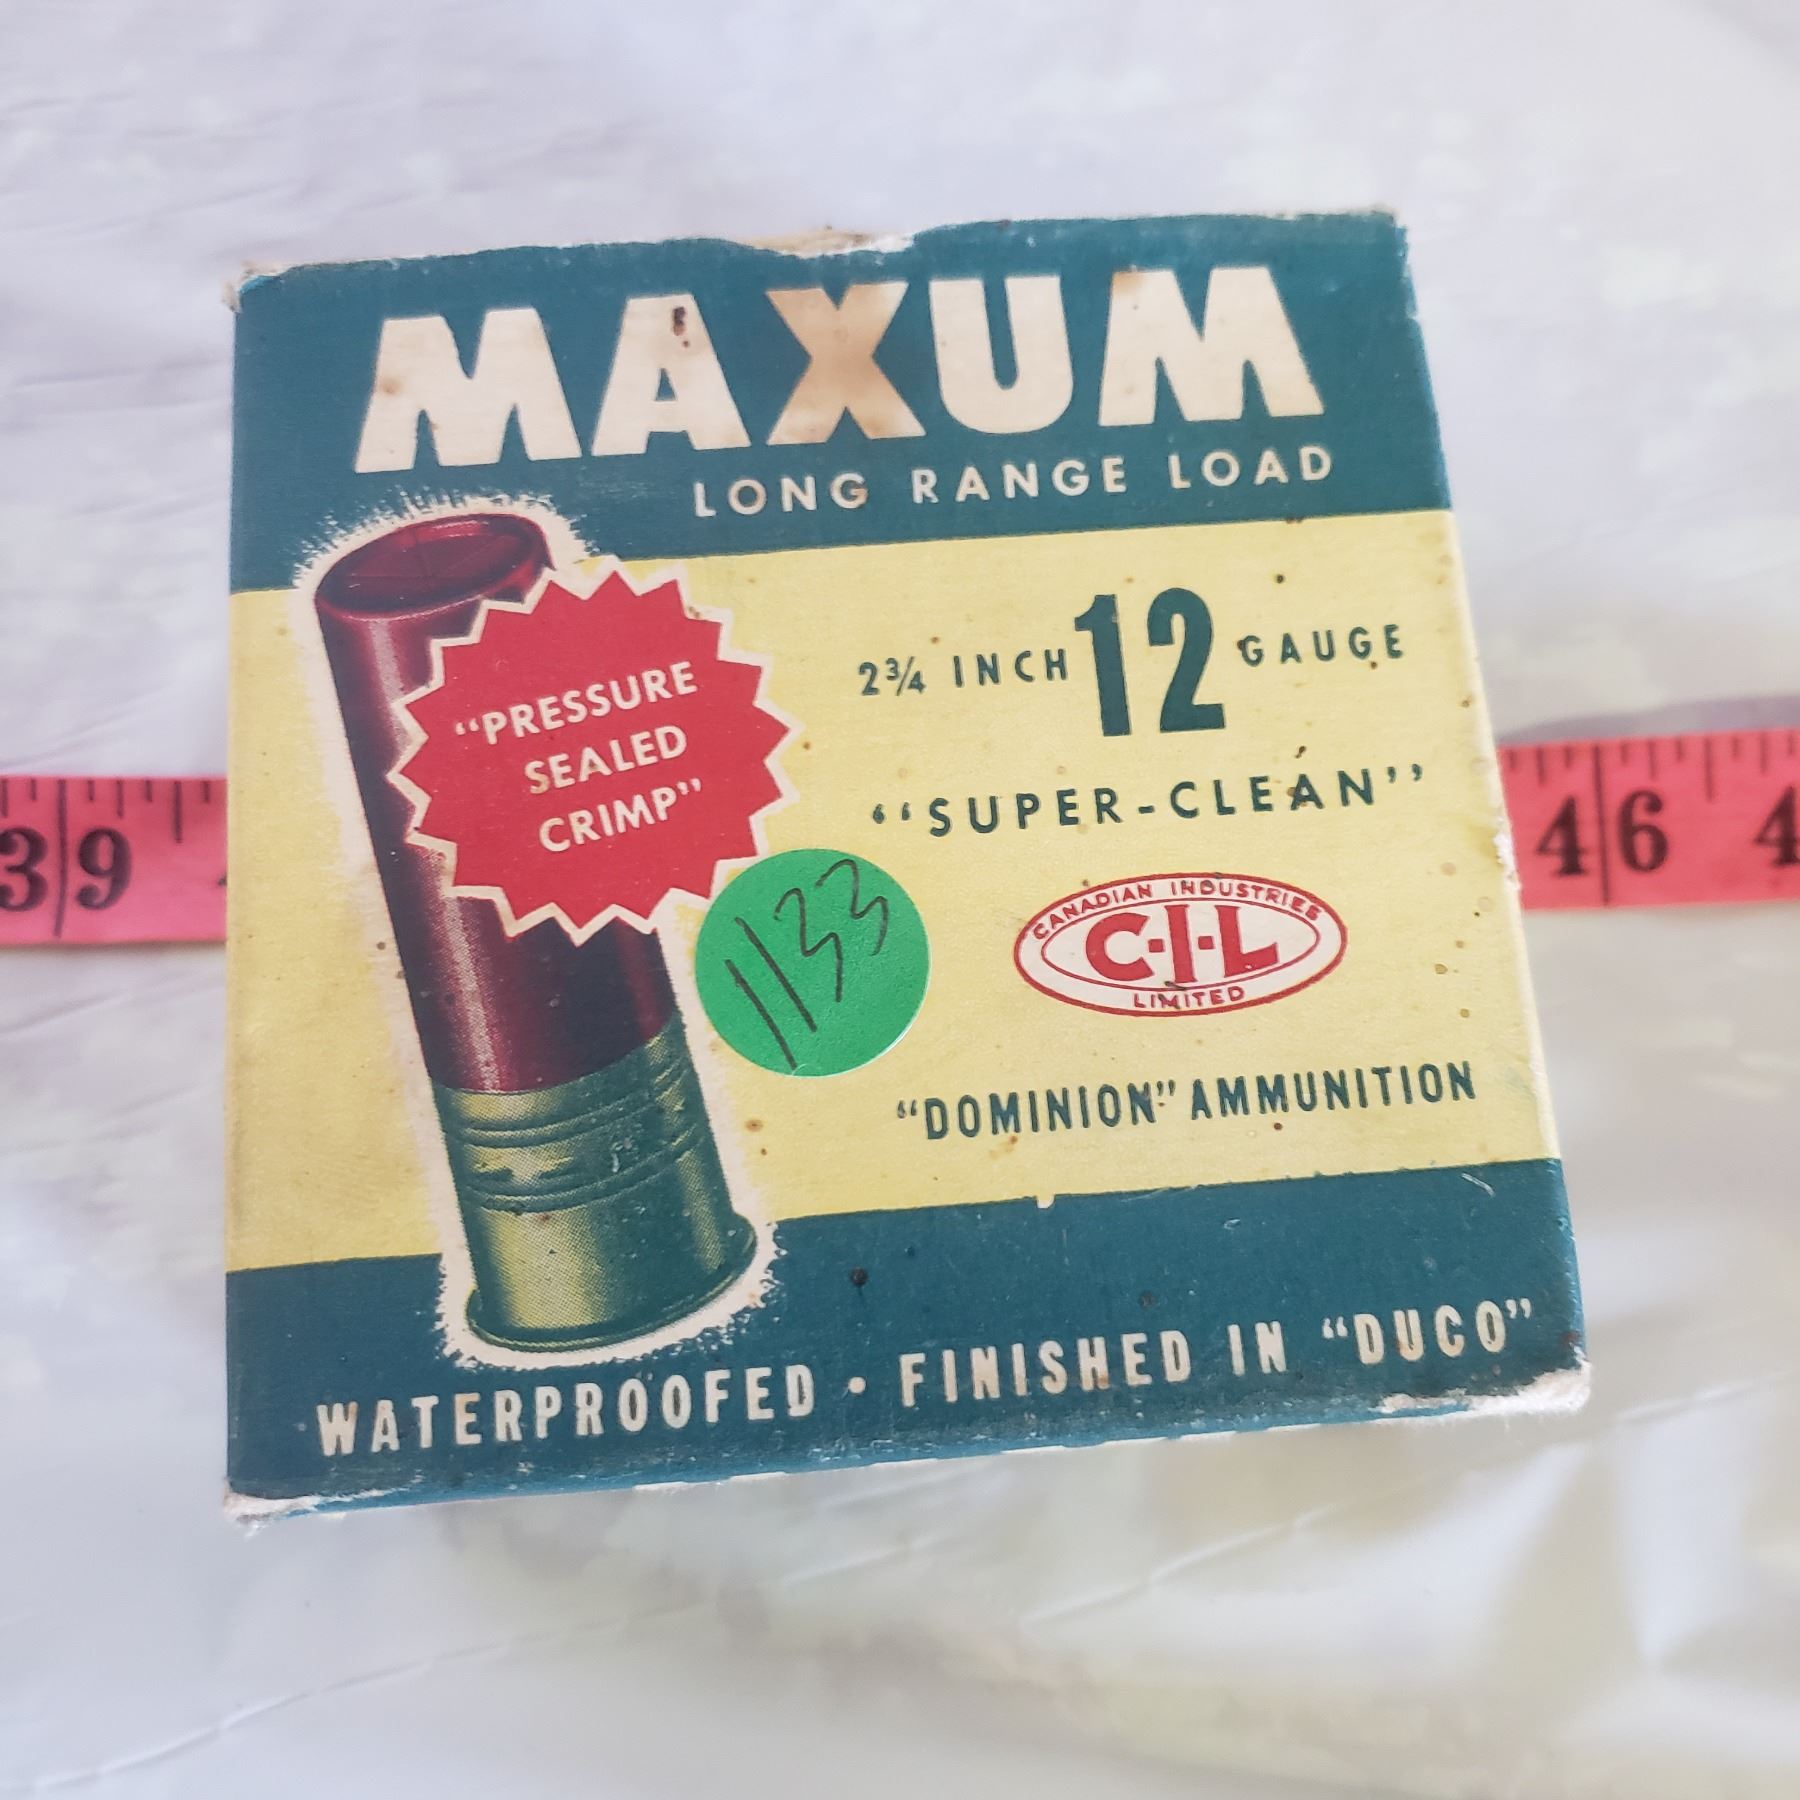 MAXUM
LONG RANGE LOAD
"PRESSURE
SEALED
CRIMP"
2¾ INCH 12 GAUGE
"SUPER-CLEAN"
1133
CANADIAN INDUSTRIES
C-I-L
LIMITED
"DOMINION" AMMUNITION
WATERPROOFED • FINISHED IN "DUCO"
39
46
4